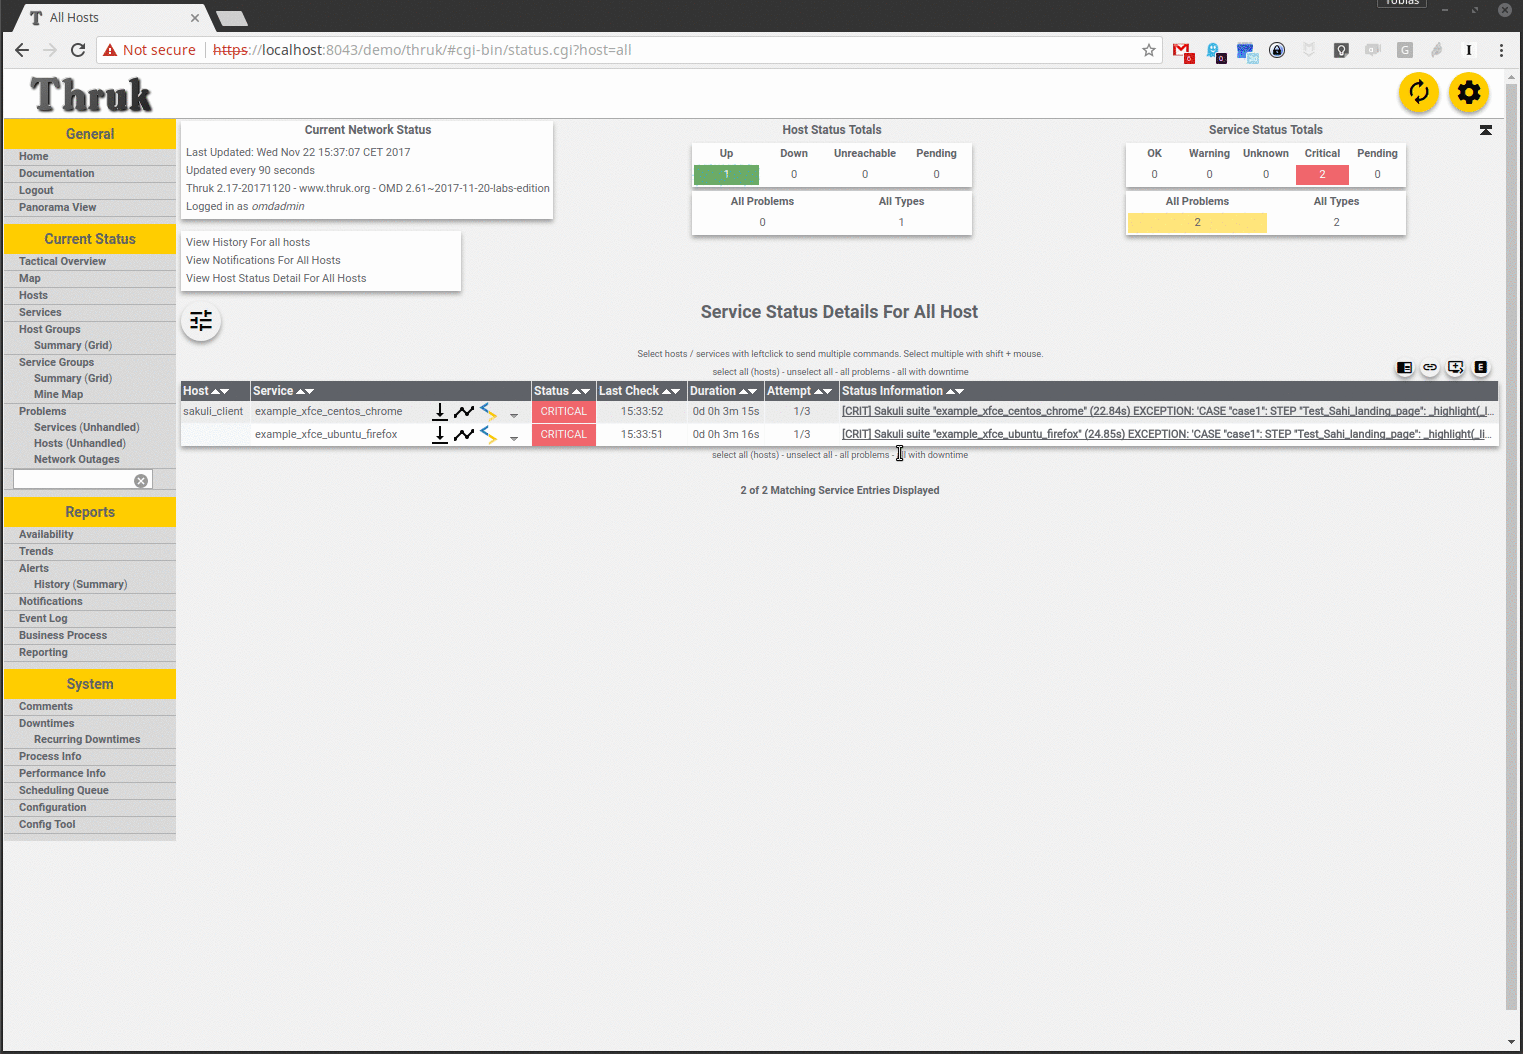 Tobias
All Hosts
Not secure
https://localhost:8043/demo/thruk/#cgi-bin/status.cgi?host=all
Thruk
General
Home
Documentation
Logout
Panorama View
Current Status
Tactical Overview
Map
Hosts
Services
Host Groups
Summary (Grid)
Service Groups
Summary (Grid)
Mine Map
Problems
Services (Unhandled)
Hosts (Unhandled)
Network Outages
Reports
Availability
Trends
Alerts
History (Summary)
Notifications
Event Log
Business Process
Reporting
System
Comments
Downtimes
Recurring Downtimes
Process Info
Performance Info
Scheduling Queue
Configuration
Config Tool
Current Network Status
Last Updated: Wed Nov 22 15:37:07 CET 2017
Updated every 90 seconds
Thruk 2.17-20171120 - www.thruk.org - OMD 2.61~2017-11-20-labs-edition
Logged in as omdadmin
View History For all hosts
View Notifications For All Hosts
View Host Status Detail For All Hosts
Host Status Totals
Up Down Unreachable Pending
1 0 0 0
All Problems All Types
0 1
Service Status Totals
OK Warning Unknown Critical Pending
0 0 0 2 0
All Problems All Types
2 2
Service Status Details For All Host
Select hosts / services with leftclick to send multiple commands. Select multiple with shift + mouse.
select all (hosts) - unselect all - all problems - all with downtime
Host Service Status Last Check Duration Attempt Status Information
sakuli_client example_xfce_centos_chrome CRITICAL 15:33:52 0d 0h 3m 15s 1/3 [CRIT] Sakuli suite "example_xfce_centos_chrome" (22.84s) EXCEPTION: 'CASE "case1": STEP "Test_Sahi_landing_page": _highlight(_l...
example_xfce_ubuntu_firefox CRITICAL 15:33:51 0d 0h 3m 16s 1/3 [CRIT] Sakuli suite "example_xfce_ubuntu_firefox" (24.85s) EXCEPTION: 'CASE "case1": STEP "Test_Sahi_landing_page": _highlight(_li...
select all (hosts) - unselect all - all problems - all with downtime
2 of 2 Matching Service Entries Displayed